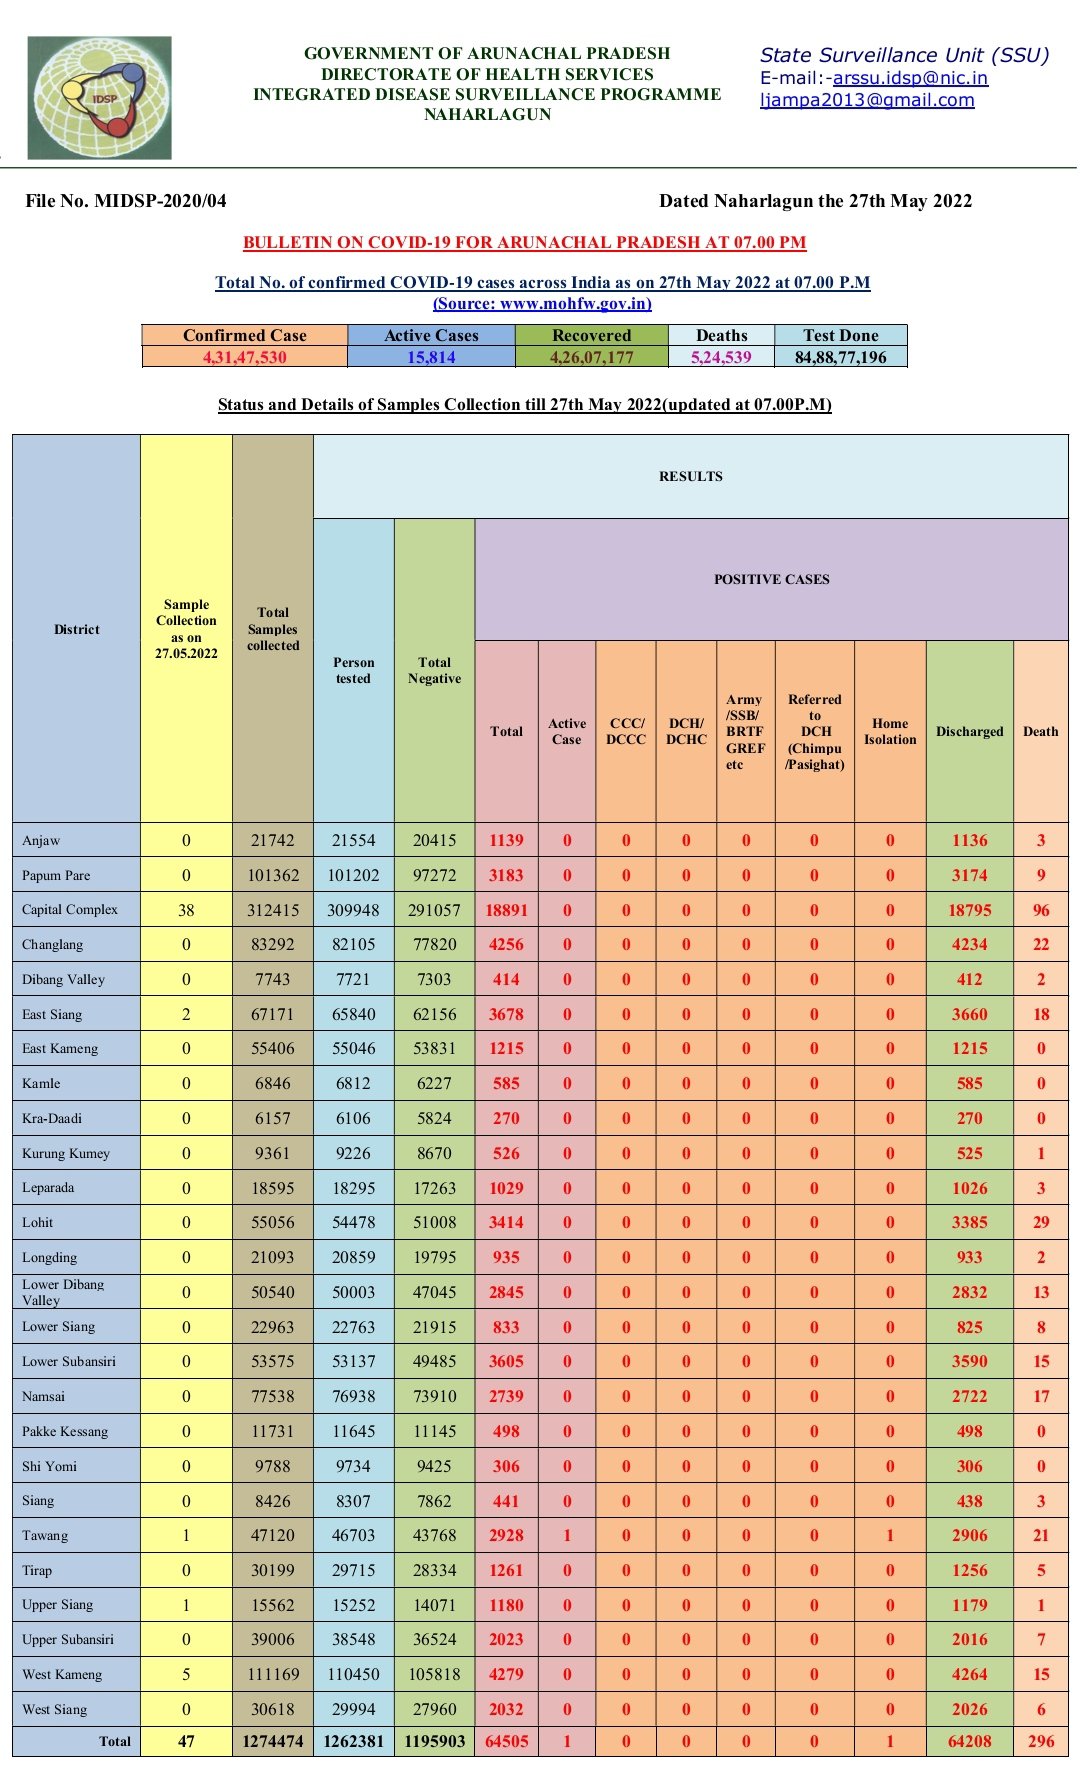 IDSP
GOVERNMENT OF ARUNACHAL PRADESH
DIRECTORATE OF HEALTH SERVICES
INTEGRATED DISEASE SURVEILLANCE PROGRAMME
NAHARLAGUN
State Surveillance Unit (SSU)
E-mail:-arssu.idsp@nic.in
ljampa2013@gmail.com
File No. MIDSP-2020/04 Dated Naharlagun the 27th May 2022
BULLETIN ON COVID-19 FOR ARUNACHAL PRADESH AT 07.00 PM
Total No. of confirmed COVID-19 cases across India as on 27th May 2022 at 07.00 P.M
(Source: www.mohfw.gov.in)
Confirmed Case Active Cases Recovered Deaths Test Done
4,31,47,530 15,814 4,26,07,177 5,24,539 84,88,77,196
Status and Details of Samples Collection till 27th May 2022(updated at 07.00P.M)
District
Sample
Collection
as on
27.05.2022
Total
Samples
collected
RESULTS
Person
tested
Total
Negative
POSITIVE CASES
Total
Active
Case
CCC/
DCCC
DCH/
DCHC
Army
/SSB/
BRTF
GREF
etc
Referred
to
DCH
(Chimpu
/Pasighat)
Home
Isolation
Discharged
Death
Anjaw 0 21742 21554 20415 1139 0 0 0 0 0 0 1136 3
Papum Pare 0 101362 101202 97272 3183 0 0 0 0 0 0 3174 9
Capital Complex 38 312415 309948 291057 18891 0 0 0 0 0 0 18795 96
Changlang 0 83292 82105 77820 4256 0 0 0 0 0 0 4234 22
Dibang Valley 0 7743 7721 7303 414 0 0 0 0 0 0 412 2
East Siang 2 67171 65840 62156 3678 0 0 0 0 0 0 3660 18
East Kameng 0 55406 55046 53831 1215 0 0 0 0 0 0 1215 0
Kamle 0 6846 6812 6227 585 0 0 0 0 0 0 585 0
Kra-Daadi 0 6157 6106 5824 270 0 0 0 0 0 0 270 0
Kurung Kumey 0 9361 9226 8670 526 0 0 0 0 0 0 525 1
Leparada 0 18595 18295 17263 1029 0 0 0 0 0 0 1026 3
Lohit 0 55056 54478 51008 3414 0 0 0 0 0 0 3385 29
Longding 0 21093 20859 19795 935 0 0 0 0 0 0 933 2
Lower Dibang
Valley 0 50540 50003 47045 2845 0 0 0 0 0 0 2832 13
Lower Siang 0 22963 22763 21915 833 0 0 0 0 0 0 825 8
Lower Subansiri 0 53575 53137 49485 3605 0 0 0 0 0 0 3590 15
Namsai 0 77538 76938 73910 2739 0 0 0 0 0 0 2722 17
Pakke Kessang 0 11731 11645 11145 498 0 0 0 0 0 0 498 0
Shi Yomi 0 9788 9734 9425 306 0 0 0 0 0 0 306 0
Siang 0 8426 8307 7862 441 0 0 0 0 0 0 438 3
Tawang 1 47120 46703 43768 2928 1 0 0 0 0 1 2906 21
Tirap 0 30199 29715 28334 1261 0 0 0 0 0 0 1256 5
Upper Siang 1 15562 15252 14071 1180 0 0 0 0 0 0 1179 1
Upper Subansiri 0 39006 38548 36524 2023 0 0 0 0 0 0 2016 7
West Kameng 5 111169 110450 105818 4279 0 0 0 0 0 0 4264 15
West Siang 0 30618 29994 27960 2032 0 0 0 0 0 0 2026 6
Total 47 1274474 1262381 1195903 64505 1 0 0 0 0 1 64208 296